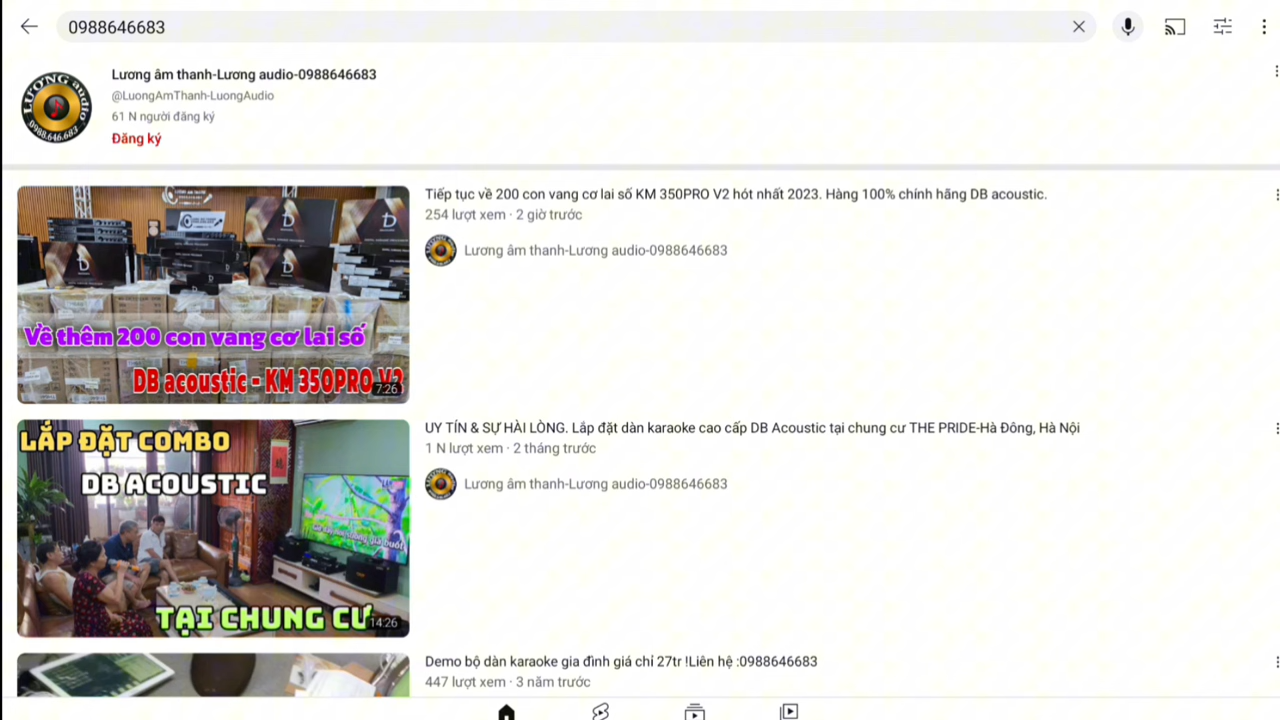 0988646683
Lương âm thanh-Lương audio-0988646683
@LuongAmThanh-LuongAudio
61 N người đăng ký
Đăng ký
LƯƠNG audio
0988.646.683
Tiếp tục về 200 con vang cơ lai số KM 350PRO V2 hót nhất 2023. Hàng 100% chính hãng DB acoustic.
254 lượt xem · 2 giờ trước
Lương âm thanh-Lương audio-0988646683
Về thêm 200 con vang cơ lai số
DB acoustic - KM 350PRO V2
7:26
UY TÍN & SỰ HÀI LÒNG. Lắp đặt dàn karaoke cao cấp DB Acoustic tại chung cư THE PRIDE-Hà Đông, Hà Nội
1 N lượt xem · 2 tháng trước
Lương âm thanh-Lương audio-0988646683
LẮP ĐẶT COMBO
DB ACOUSTIC
TẠI CHUNG CƯ
14:26
Demo bộ dàn karaoke gia đình giá chỉ 27tr !Liên hệ :0988646683
447 lượt xem · 3 năm trước